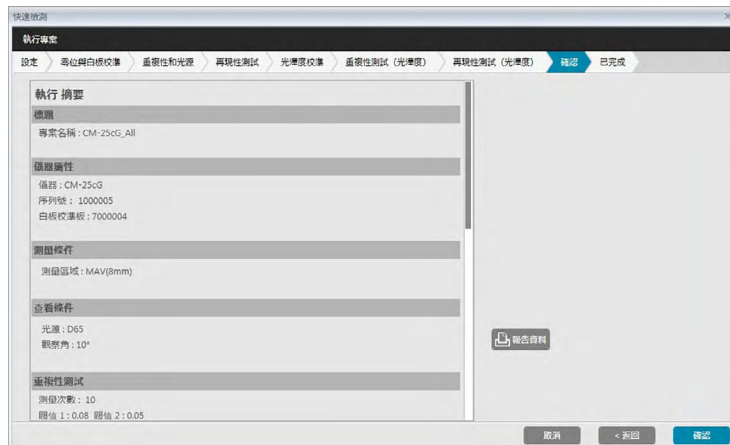 快速檢測
執行專案
設定 零位與白板校準 重複性和光源 再現性測試 光澤度校準 重複性測試（光澤度） 再現性測試（光澤度） 確認 已完成
執行 摘要
標題
專案名稱 : CM-25cG_All
儀器屬性
儀器 : CM-25cG
序列號 : 1000005
白板校準板 : 7000004
測量條件
測量區域 : MAV(8mm)
查看條件
光源 : D65
觀察角 : 10°
報告資料
重複性測試
測量次數 : 10
閾值 1 : 0.08 閾值 2 : 0.05
取消 < 返回 確認